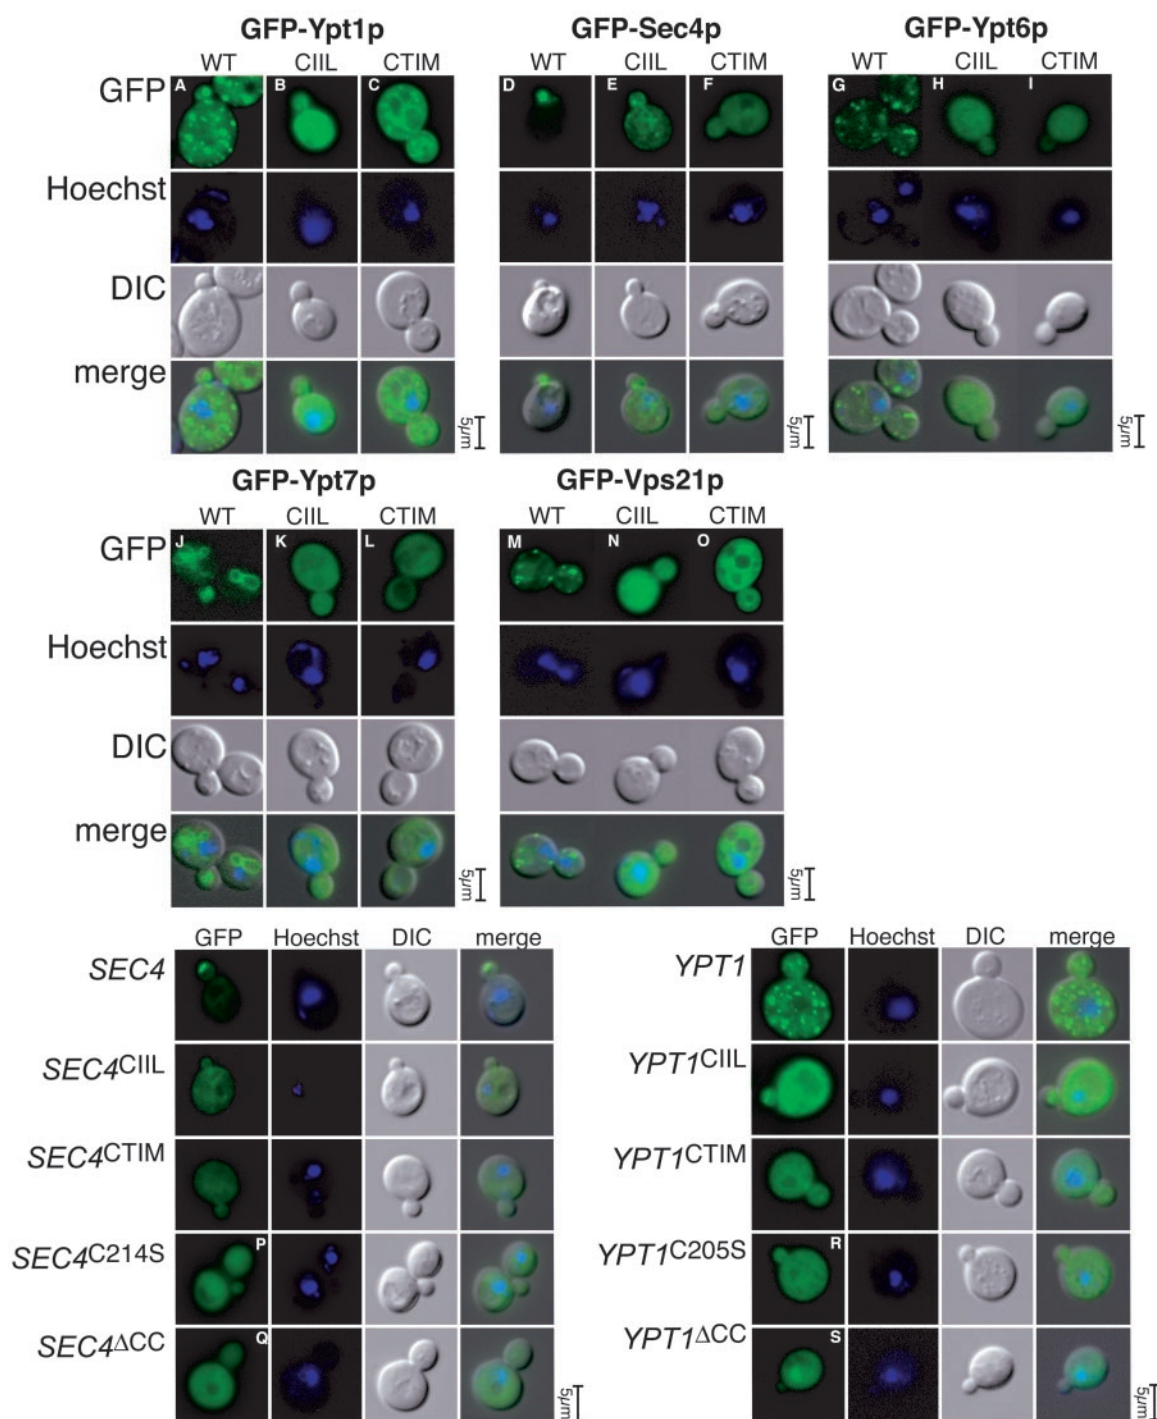 GFP-Ypt1p GFP-Sec4p GFP-Ypt6p
WT CIIL CTIM WT CIIL CTIM WT CIIL CTIM
GFP A B C D E F G H I
Hoechst
DIC
merge
5μm 5μm 5μm
GFP-Ypt7p GFP-Vps21p
WT CIIL CTIM WT CIIL CTIM
GFP J K L M N O
Hoechst
DIC
merge
5μm 5μm
GFP Hoechst DIC merge GFP Hoechst DIC merge
SEC4 YPT1
SEC4CIIL YPT1CIIL
SEC4CTIM YPT1CTIM
SEC4C214S P YPT1C205S R
SEC4ΔCC Q YPT1ΔCC S
5μm 5μm